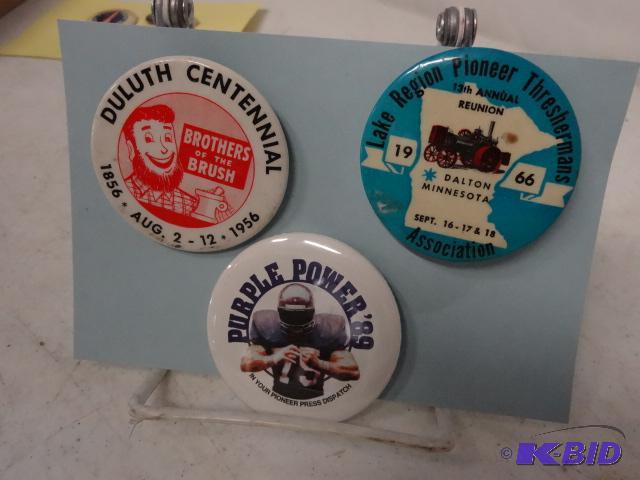 DULUTH CENTENNIAL
BROTHERS
OF THE
BRUSH
1856 * AUG. 2 - 12 • 1956
Lake Region Pioneer Threshermans
13th ANNUAL
REUNION
19 66
DALTON
MINNESOTA
SEPT. 16 - 17 & 18
Association
PURPLE POWER '89
IN YOUR PIONEER PRESS DISPATCH
© K-BID